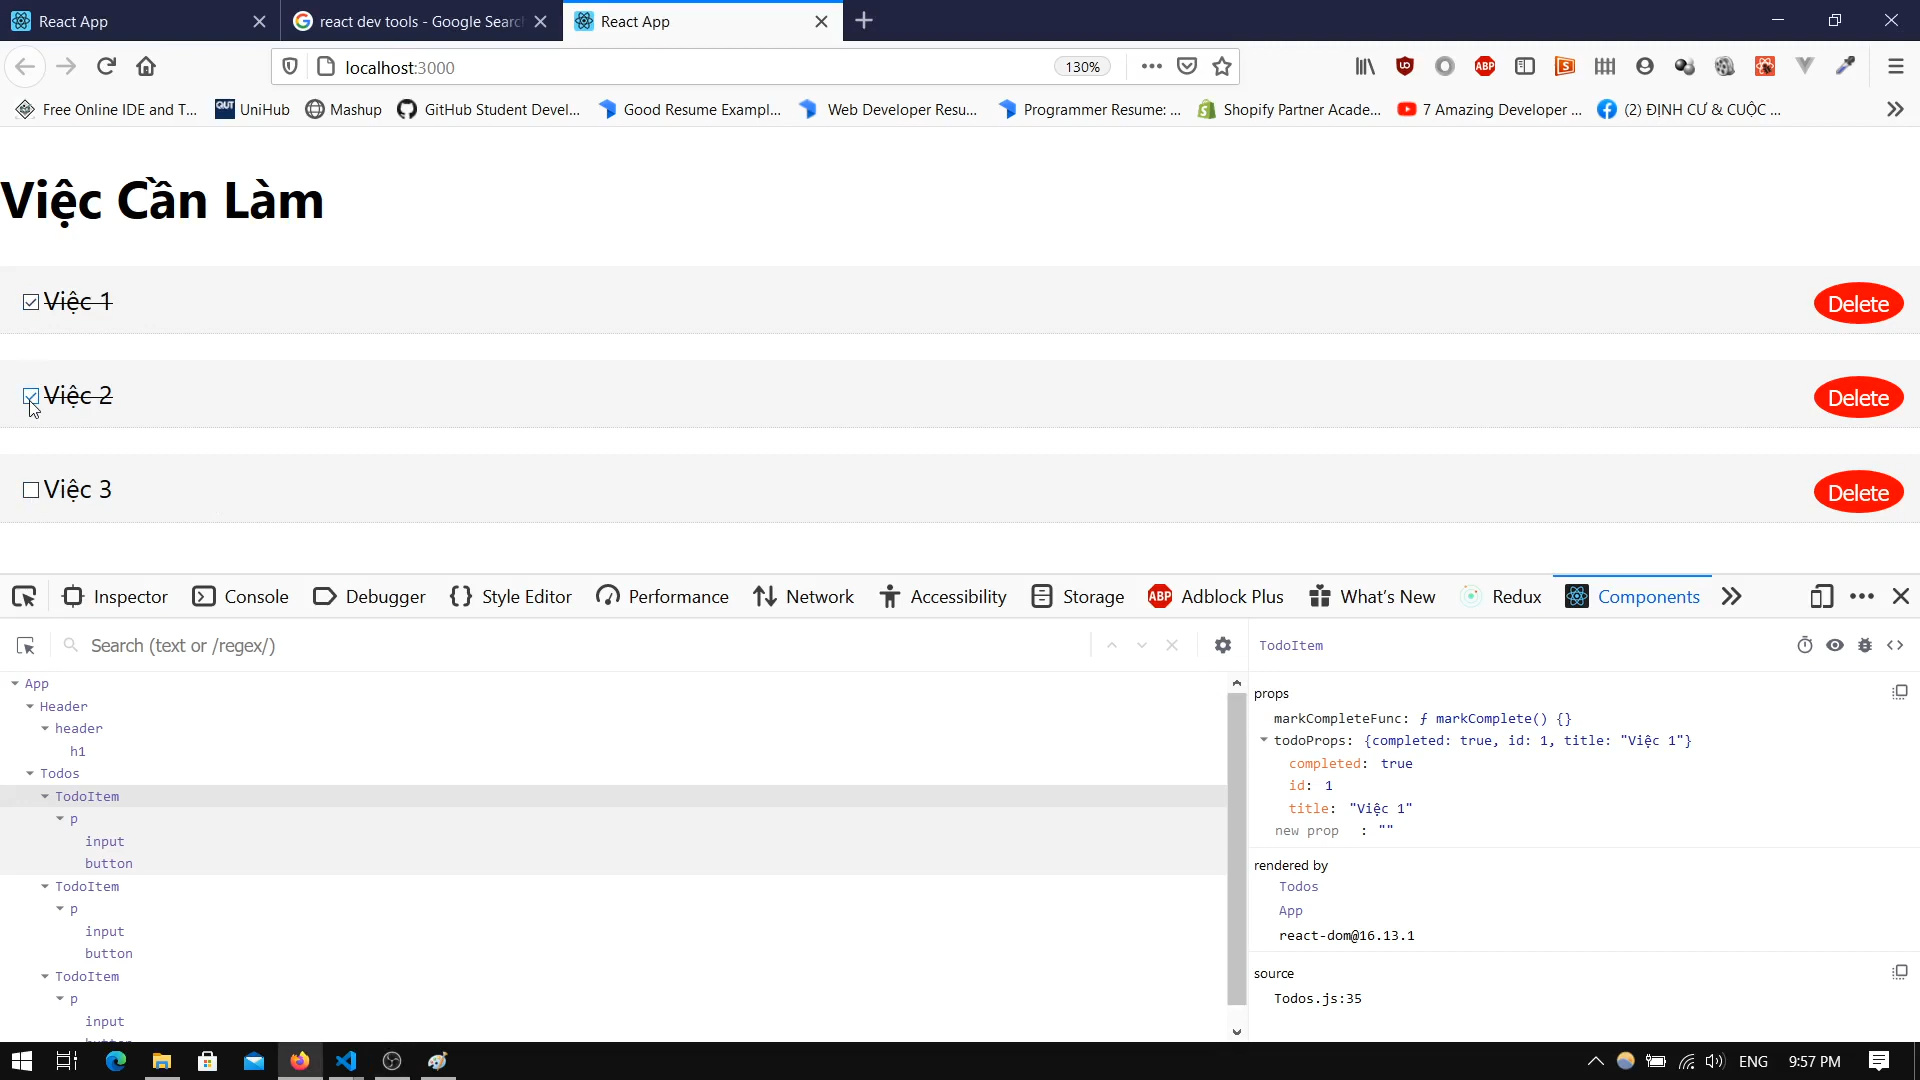 React App
react dev tools - Google Search
React App
localhost:3000
130%
Free Online IDE and T...
UniHub
Mashup
GitHub Student Devel...
Good Resume Exampl...
Web Developer Resu...
Programmer Resume: ...
Shopify Partner Acade...
7 Amazing Developer ...
(2) ĐỊNH CƯ & CUỘC ...
Việc Cần Làm
Việc 1
Delete
Việc 2
Delete
Việc 3
Delete
Inspector
Console
Debugger
Style Editor
Performance
Network
Accessibility
Storage
ABP
Adblock Plus
What's New
Redux
Components
Search (text or /regex/)
TodoItem
App
Header
header
h1
Todos
TodoItem
p
input
button
TodoItem
p
input
button
TodoItem
p
input
button
props
markCompleteFunc: ƒ markComplete() {}
todoProps: {completed: true, id: 1, title: "Việc 1"}
completed: true
id: 1
title: "Việc 1"
new prop : ""
rendered by
Todos
App
react-dom@16.13.1
source
Todos.js:35
ENG
9:57 PM